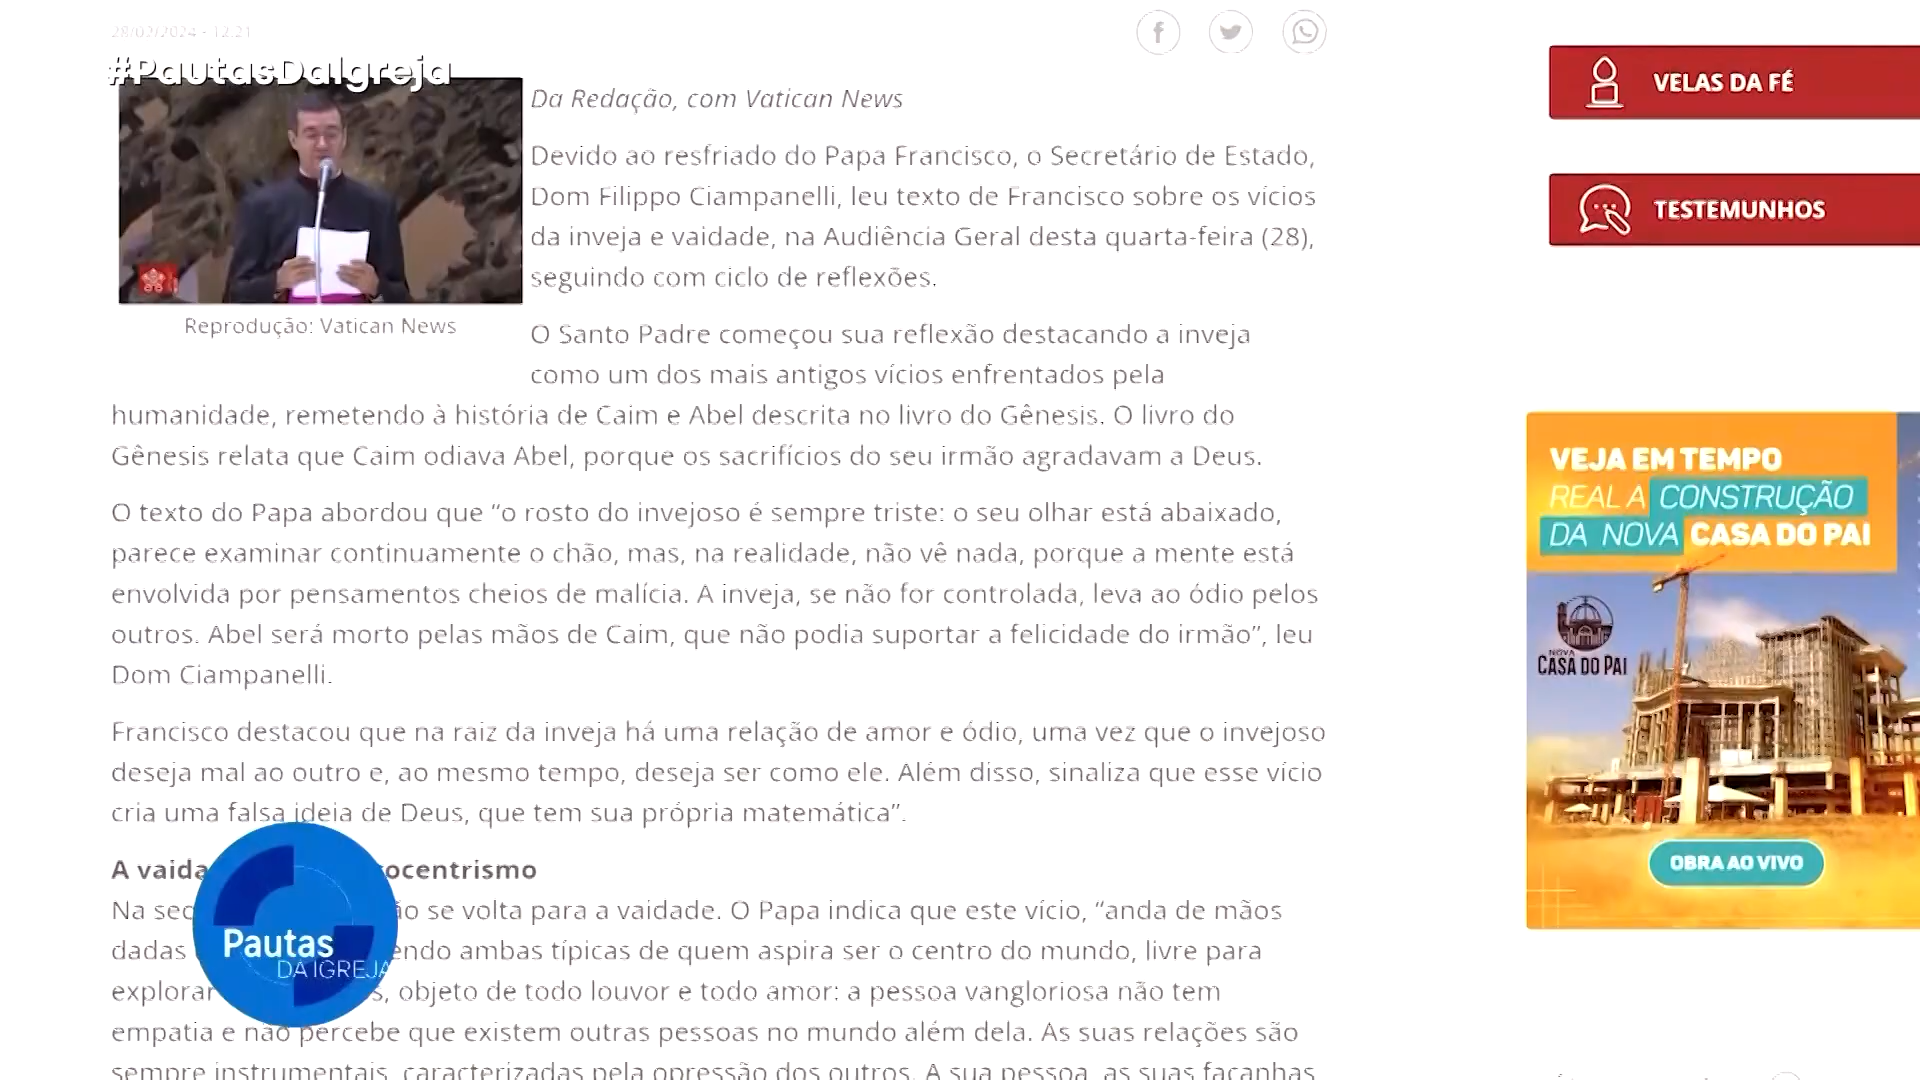 28/02/2024 - 12:21
#PautasDaIgreja
Da Redação, com Vatican News
Devido ao resfriado do Papa Francisco, o Secretário de Estado,
Dom Filippo Ciampanelli, leu texto de Francisco sobre os vícios
da inveja e vaidade, na Audiência Geral desta quarta-feira (28),
seguindo com ciclo de reflexões.
Reprodução: Vatican News
O Santo Padre começou sua reflexão destacando a inveja
como um dos mais antigos vícios enfrentados pela
humanidade, remetendo à história de Caim e Abel descrita no livro do Gênesis. O livro do
Gênesis relata que Caim odiava Abel, porque os sacrifícios do seu irmão agradavam a Deus.
O texto do Papa abordou que “o rosto do invejoso é sempre triste: o seu olhar está abaixado,
parece examinar continuamente o chão, mas, na realidade, não vê nada, porque a mente está
envolvida por pensamentos cheios de malícia. A inveja, se não for controlada, leva ao ódio pelos
outros. Abel será morto pelas mãos de Caim, que não podia suportar a felicidade do irmão”, leu
Dom Ciampanelli.
Francisco destacou que na raiz da inveja há uma relação de amor e ódio, uma vez que o invejoso
deseja mal ao outro e, ao mesmo tempo, deseja ser como ele. Além disso, sinaliza que esse vício
cria uma falsa ideia de Deus, que tem sua própria matemática”.
A vaida ocentrismo
Na sec ão se volta para a vaidade. O Papa indica que este vício, “anda de mãos
dadas endo ambas típicas de quem aspira ser o centro do mundo, livre para
explorar s, objeto de todo louvor e todo amor: a pessoa vangloriosa não tem
empatia e não percebe que existem outras pessoas no mundo além dela. As suas relações são
sempre instrumentais, caracterizadas pela opressão dos outros. A sua pessoa, as suas façanhas
Pautas
DA IGREJA
VELAS DA FÉ
TESTEMUNHOS
VEJA EM TEMPO
REAL A CONSTRUÇÃO
DA NOVA CASA DO PAI
NOVA
CASA DO PAI
OBRA AO VIVO